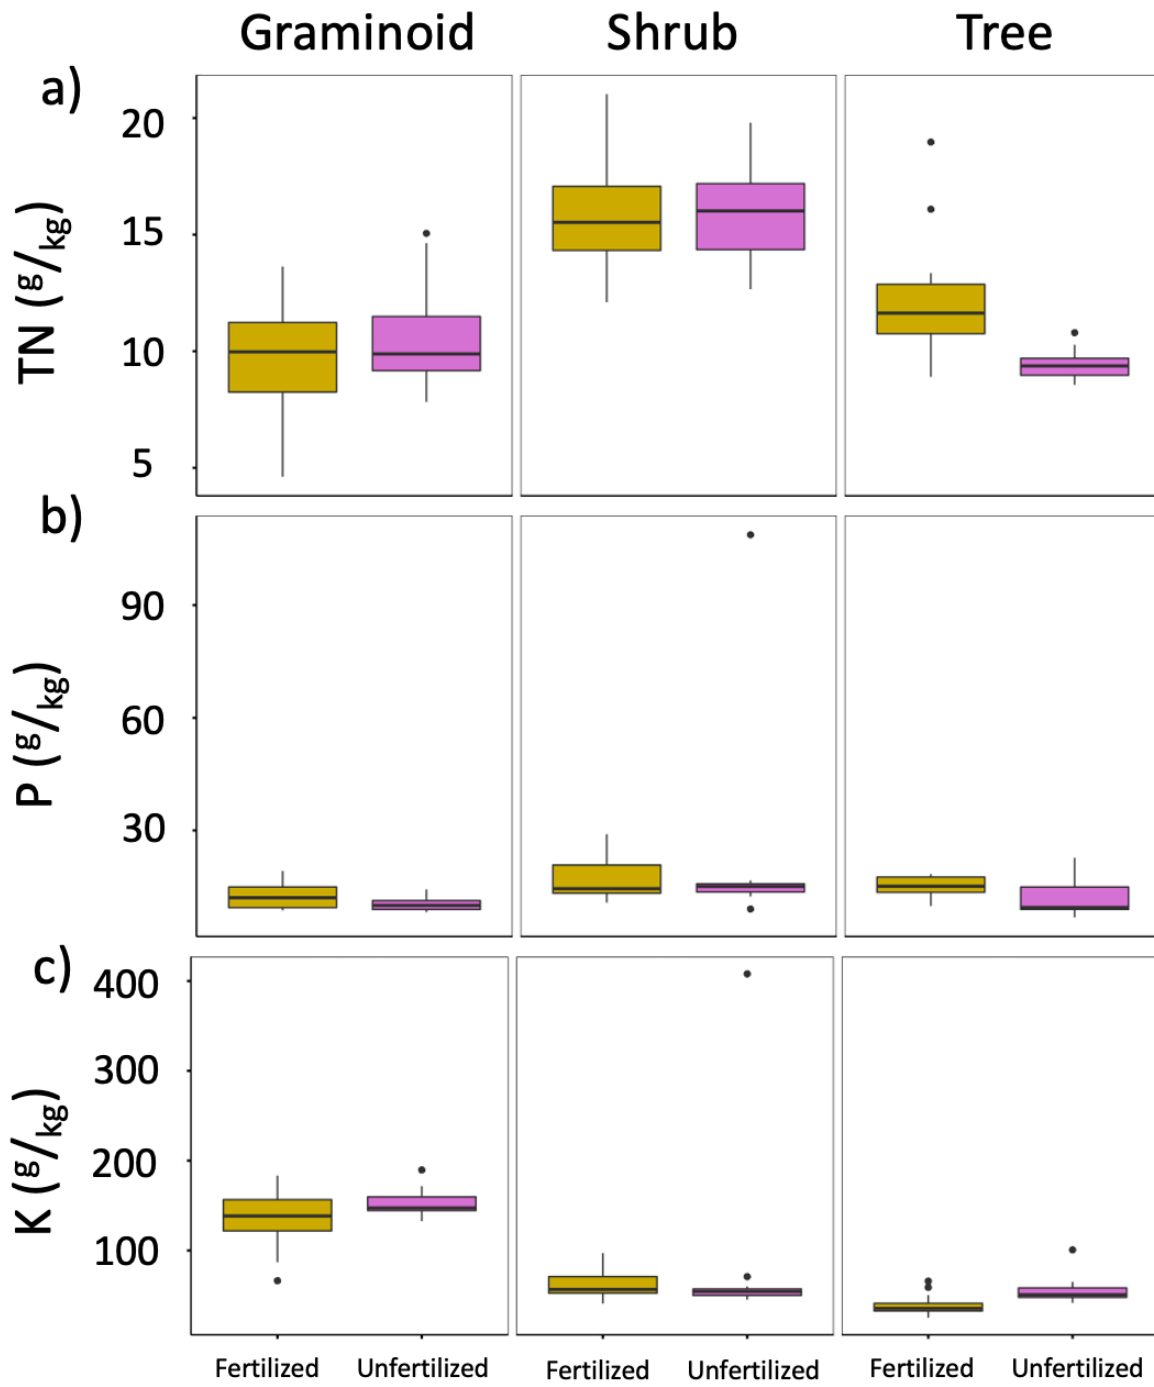 Graminoid Shrub Tree
a)
TN (g/kg)
20
15
10
5
b)
P (g/kg)
90
60
30
c)
K (g/kg)
400
300
200
100
Fertilized Unfertilized Fertilized Unfertilized Fertilized Unfertilized